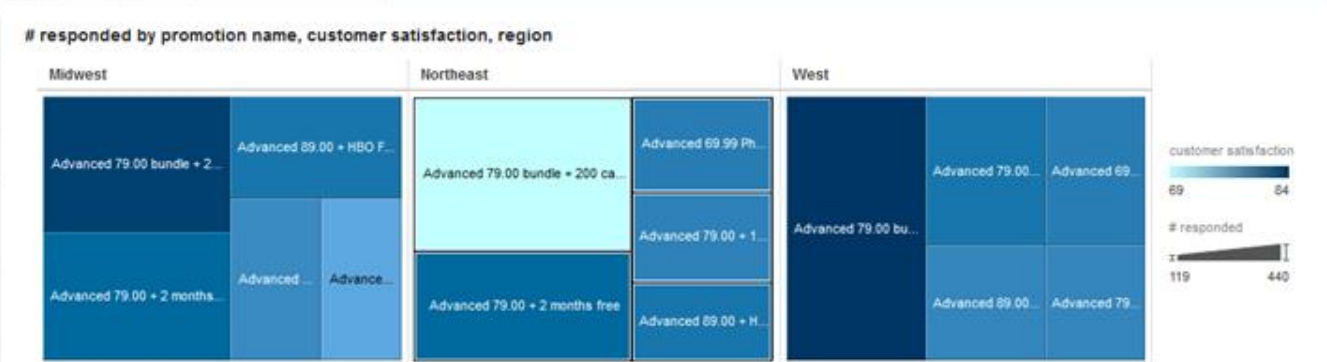 # responded by promotion name, customer satisfaction, region
Midwest
Northeast
West
Advanced 79.00 bundle + 2...
Advanced 89.00 + HBO F...
Advanced 79.00 + 2 months...
Advanced ...
Advance...
Advanced 79.00 bundle + 200 ca...
Advanced 69.99 Ph...
Advanced 79.00 + 1...
Advanced 79.00 + 2 months free
Advanced 89.00 + H...
Advanced 79.00 bu...
Advanced 79.00...
Advanced 69...
Advanced 89.00...
Advanced 79...
customer satisfaction
69 84
# responded
119 440